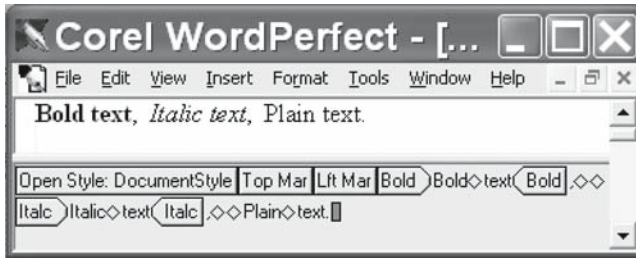 Corel WordPerfect - [...
File Edit View Insert Format Tools Window Help
Bold text, Italic text, Plain text.
Open Style: DocumentStyle Top Mar Lft Mar Bold Bold◇text Bold ,◇◇
Italc Italic◇text Italc ,◇◇Plain◇text.